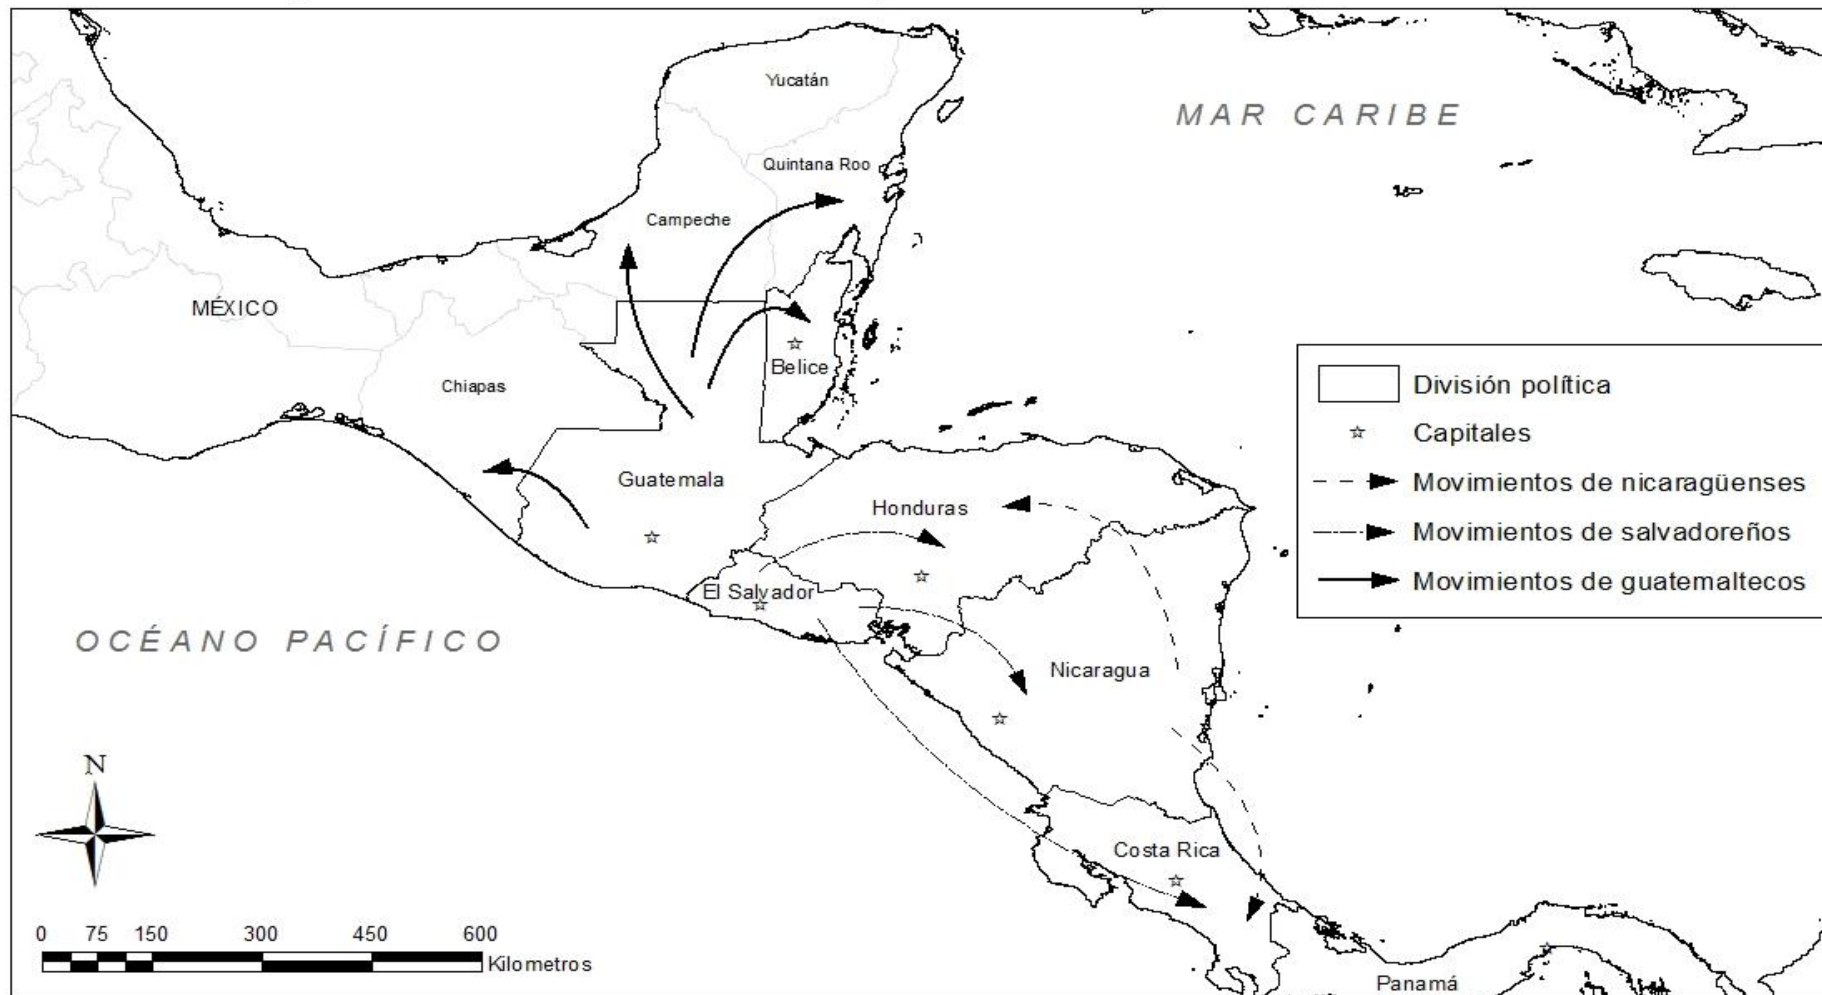 Yucatán
MAR CARIBE
Quintana Roo
Campeche
MÉXICO
Belice
Chiapas
División política
Capitales
Guatemala
Movimientos de nicaragüenses
Honduras
Movimientos de salvadoreños
Movimientos de guatemaltecos
El Salvador
OCÉANO PACÍFICO
Nicaragua
N
Costa Rica
0 75 150 300 450 600
Kilometros
Panamá